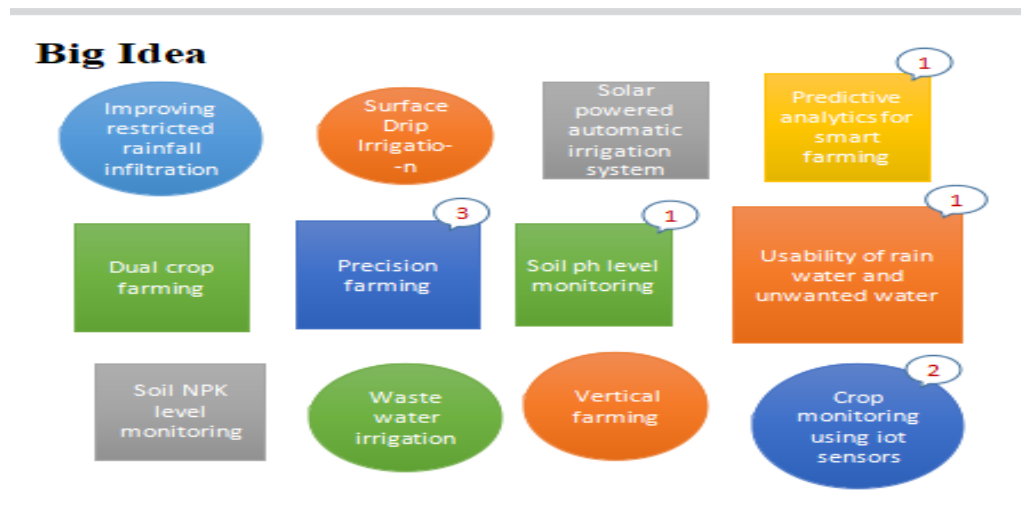 Big Idea
Improving
restricted
rainfall
infiltration
Surface
Drip
Irrigatio-
-n
Solar
powered
automatic
irrigation
system
1
Predictive
analytics for
smart
farming
Dual crop
farming
3
Precision
farming
1
Soil ph level
monitoring
1
Usability of rain
water and
unwanted water
Soil NPK
level
monitoring
Waste
water
irrigation
Vertical
farming
2
Crop
monitoring
using iot
sensors